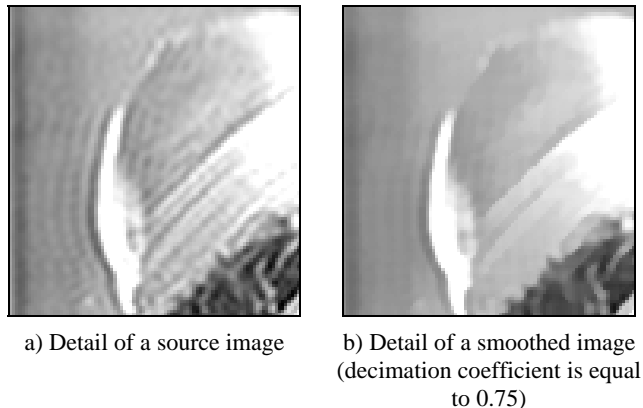 a) Detail of a source image
b) Detail of a smoothed image
(decimation coefficient is equal
to 0.75)